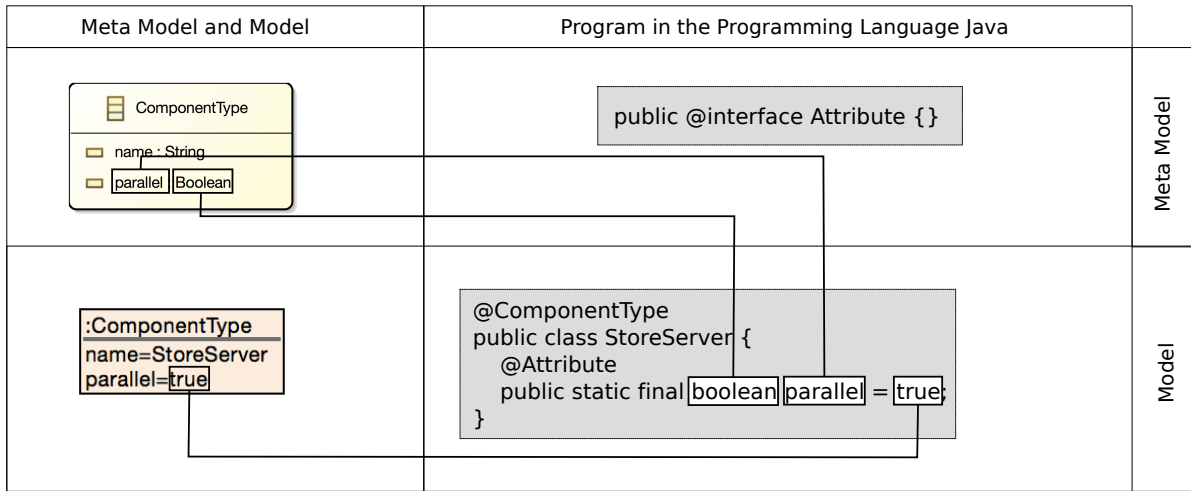 Meta Model and Model
Program in the Programming Language Java
ComponentType
name : String
parallel Boolean
public @interface Attribute {}
Meta Model
:ComponentType
name=StoreServer
parallel=true
@ComponentType
public class StoreServer {
@Attribute
public static final boolean parallel = true;
}
Model